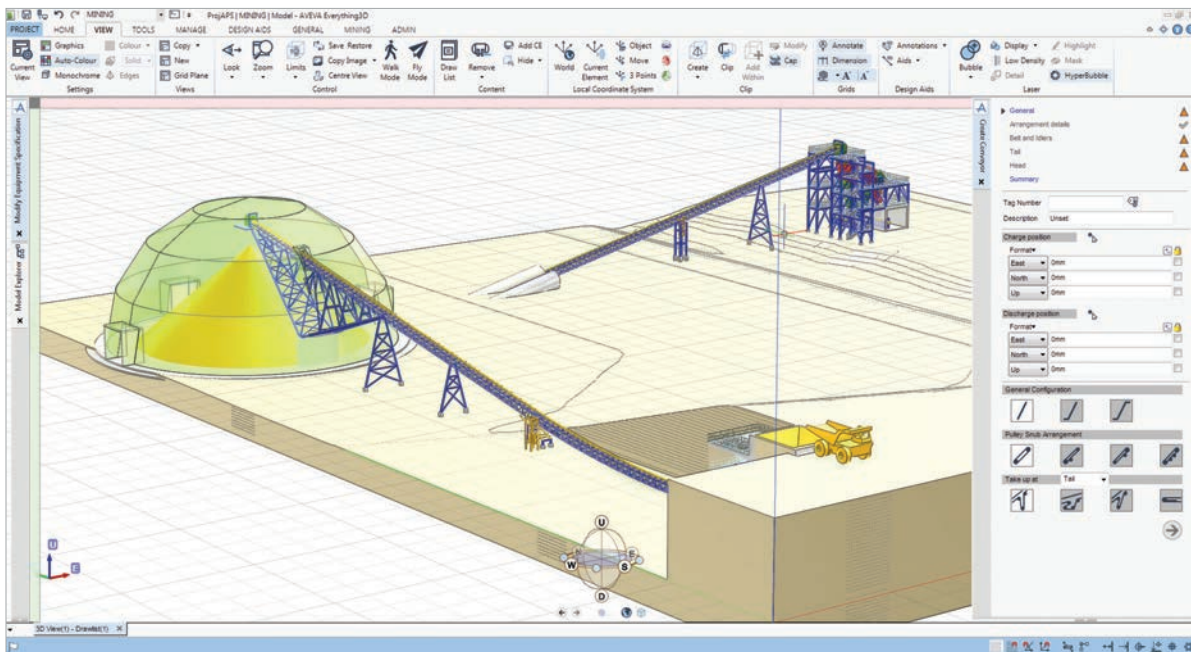 MINING
ProjAPS | MINING | Model - AVEVA Everything3D
PROJECT HOME VIEW TOOLS MANAGE DESIGN AIDS GENERAL MINING ADMIN
Current View
Graphics
Auto-Colour
Monochrome
Colour
Solid
Edges
Settings
Copy
New
Grid Plane
Views
Look
Zoom
Limits
Save Restore
Copy Image
Centre View
Walk Mode
Fly Mode
Control
Draw List
Remove
Add CE
Hide
Content
World
Current Element
Object
Move
3 Points
Local Coordinate System
Create
Clip
Add Within
Modify
Cap
Clip
Annotate
Dimension
A A
Grids
Annotations
Aids
Design Aids
Bubble
Display
Low Density
Detail
Highlight
Mask
HyperBubble
Laser
Modify Equipment Specification
Model Explorer
Create Conveyor
General
Arrangement details
Belt and Idlers
Tail
Head
Summary
Tag Number
Description Unset
Charge position
Format
East 0mm
North 0mm
Up 0mm
Discharge position
Format
East 0mm
North 0mm
Up 0mm
General Configuration
Pulley Snub Arrangement
Take up at Tail
U
E
U
W
S
E
D
3D View(1) - Drawlist(1)